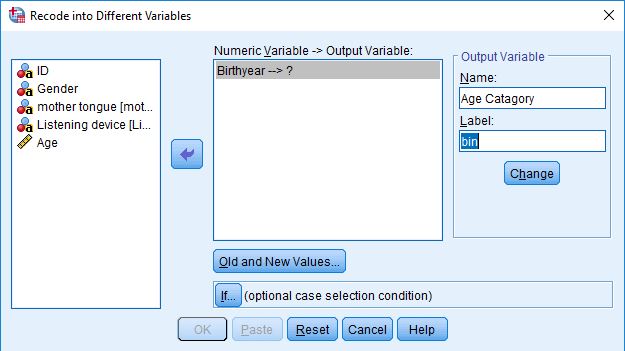 Recode into Different Variables
ID
Gender
mother tongue [mot...
Listening device [Li...
Age
Numeric Variable -> Output Variable:
Birthyear --> ?
Output Variable
Name:
Age Catagory
Label:
bin
Change
Old and New Values...
If... (optional case selection condition)
OK Paste Reset Cancel Help